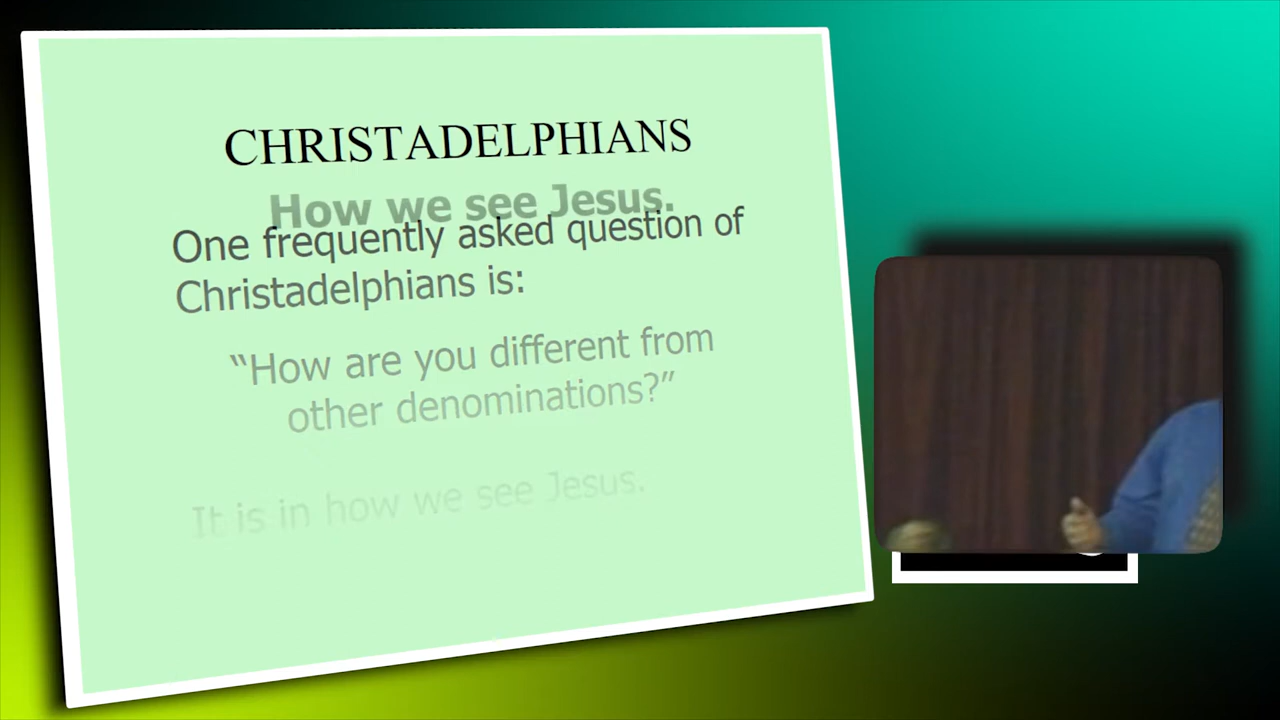 CHRISTADELPHIANS
How we see Jesus.
One frequently asked question of
Christadelphians is:
“How are you different from
other denominations?”
It is in how we see Jesus.